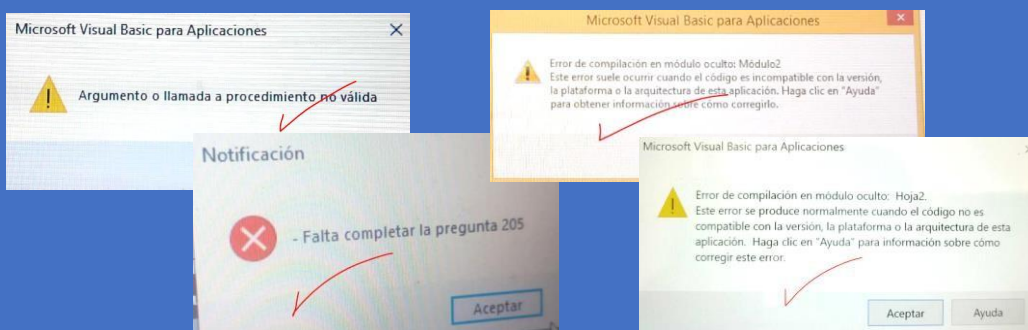 Microsoft Visual Basic para Aplicaciones
Argumento o llamada a procedimiento no válida
Microsoft Visual Basic para Aplicaciones
Error de compilación en módulo oculto: Módulo2
Este error suele ocurrir cuando el código es incompatible con la versión,
la plataforma o la arquitectura de esta aplicación. Haga clic en "Ayuda"
para obtener información sobre cómo corregirlo.
Notificación
- Falta completar la pregunta 205
Aceptar
Microsoft Visual Basic para Aplicaciones
Error de compilación en módulo oculto: Hoja2.
Este error se produce normalmente cuando el código no es
compatible con la versión, la plataforma o la arquitectura de esta
aplicación. Haga clic en "Ayuda" para información sobre cómo
corregir este error.
Aceptar
Ayuda